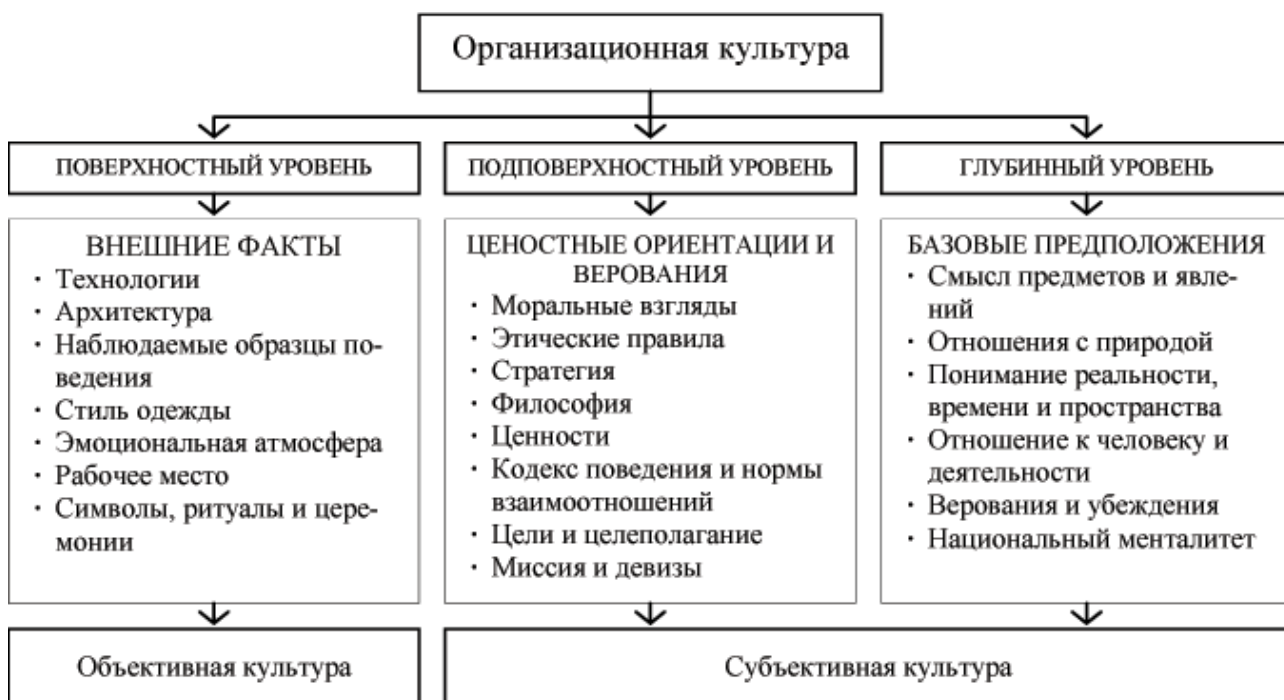 Организационная культура
ПОВЕРХНОСТНЫЙ УРОВЕНЬ
ПОДПОВЕРХНОСТНЫЙ УРОВЕНЬ
ГЛУБИННЫЙ УРОВЕНЬ
ВНЕШНИЕ ФАКТЫ
· Технологии
· Архитектура
· Наблюдаемые образцы по-
ведения
· Стиль одежды
· Эмоциональная атмосфера
· Рабочее место
· Символы, ритуалы и цере-
монии
ЦЕНОСТНЫЕ ОРИЕНТАЦИИ И
ВЕРОВАНИЯ
· Моральные взгляды
· Этические правила
· Стратегия
· Философия
· Ценности
· Кодекс поведения и нормы
взаимоотношений
· Цели и целеполагание
· Миссия и девизы
БАЗОВЫЕ ПРЕДПОЛОЖЕНИЯ
· Смысл предметов и явле-
ний
· Отношения с природой
· Понимание реальности,
времени и пространства
· Отношение к человеку и
деятельности
· Верования и убеждения
· Национальный менталитет
Объективная культура
Субъективная культура